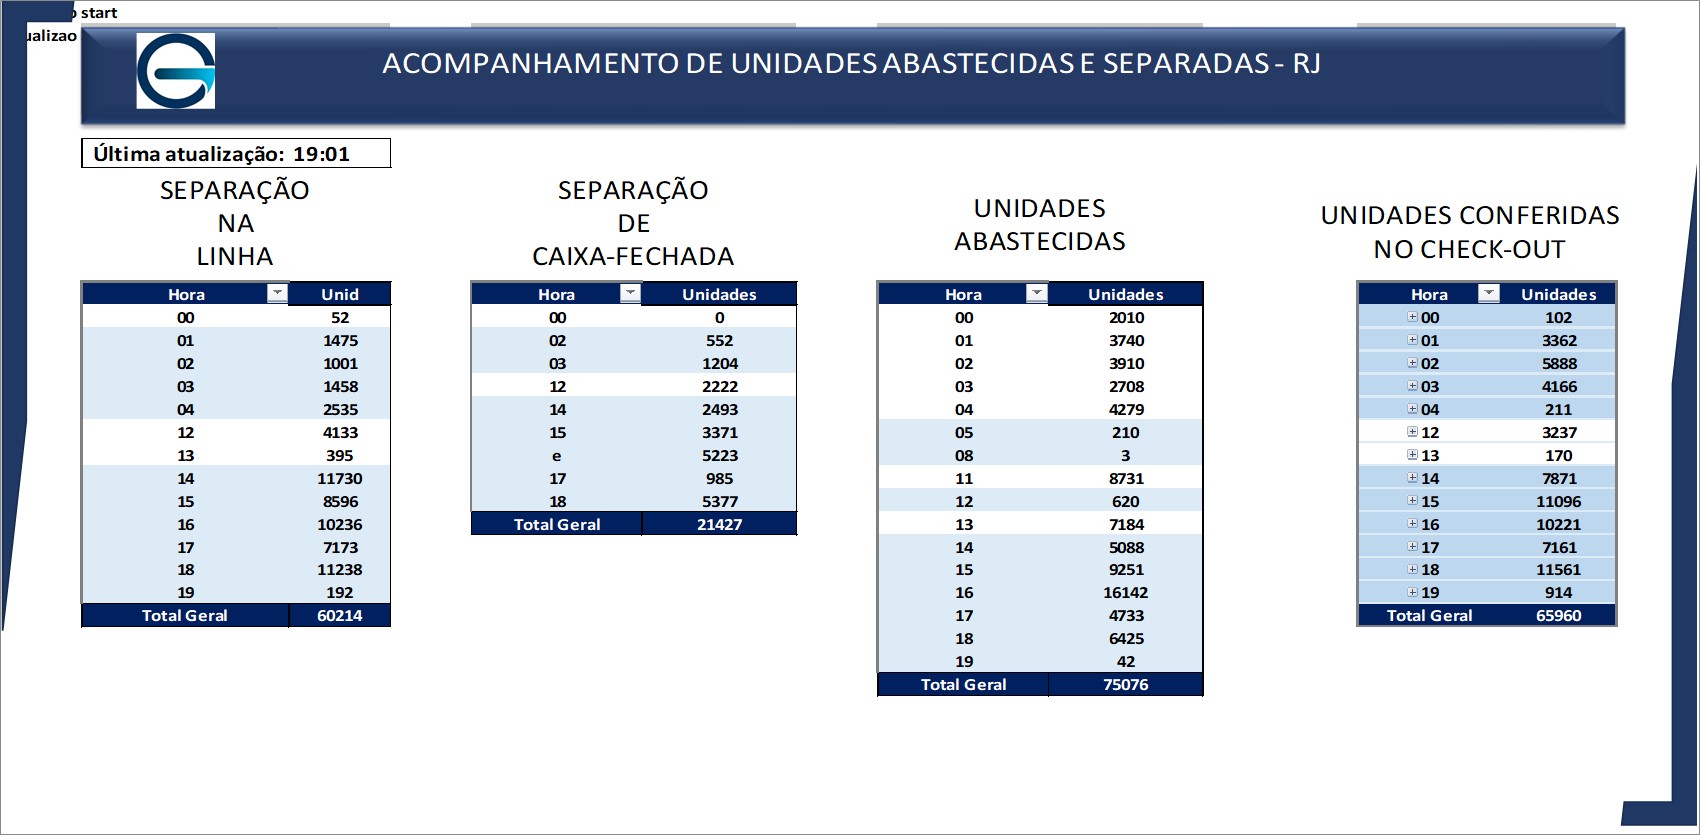 start
ualizao
ACOMPANHAMENTO DE UNIDADES ABASTECIDAS E SEPARADAS - RJ
Última atualização: 19:01
SEPARAÇÃO
NA
LINHA
Hora Unid
00 52
01 1475
02 1001
03 1458
04 2535
12 4133
13 395
14 11730
15 8596
16 10236
17 7173
18 11238
19 192
Total Geral 60214
SEPARAÇÃO
DE
CAIXA-FECHADA
Hora Unidades
00 0
02 552
03 1204
12 2222
14 2493
15 3371
e 5223
17 985
18 5377
Total Geral 21427
UNIDADES
ABASTECIDAS
Hora Unidades
00 2010
01 3740
02 3910
03 2708
04 4279
05 210
08 3
11 8731
12 620
13 7184
14 5088
15 9251
16 16142
17 4733
18 6425
19 42
Total Geral 75076
UNIDADES CONFERIDAS
NO CHECK-OUT
Hora Unidades
00 102
01 3362
02 5888
03 4166
04 211
12 3237
13 170
14 7871
15 11096
16 10221
17 7161
18 11561
19 914
Total Geral 65960